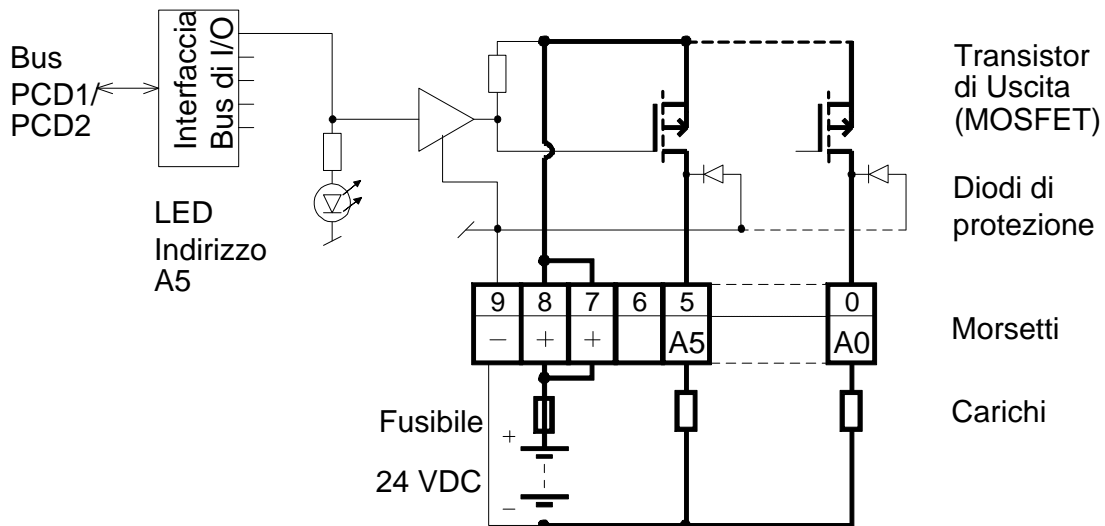 Bus
PCD1/
PCD2
Interfaccia
Bus di I/O
LED
Indirizzo
A5
Transistor
di Uscita
(MOSFET)
Diodi di
protezione
9 8 7 6 5 0
− + + A5 A0
Morsetti
Fusibile
Carichi
+
24 VDC
−